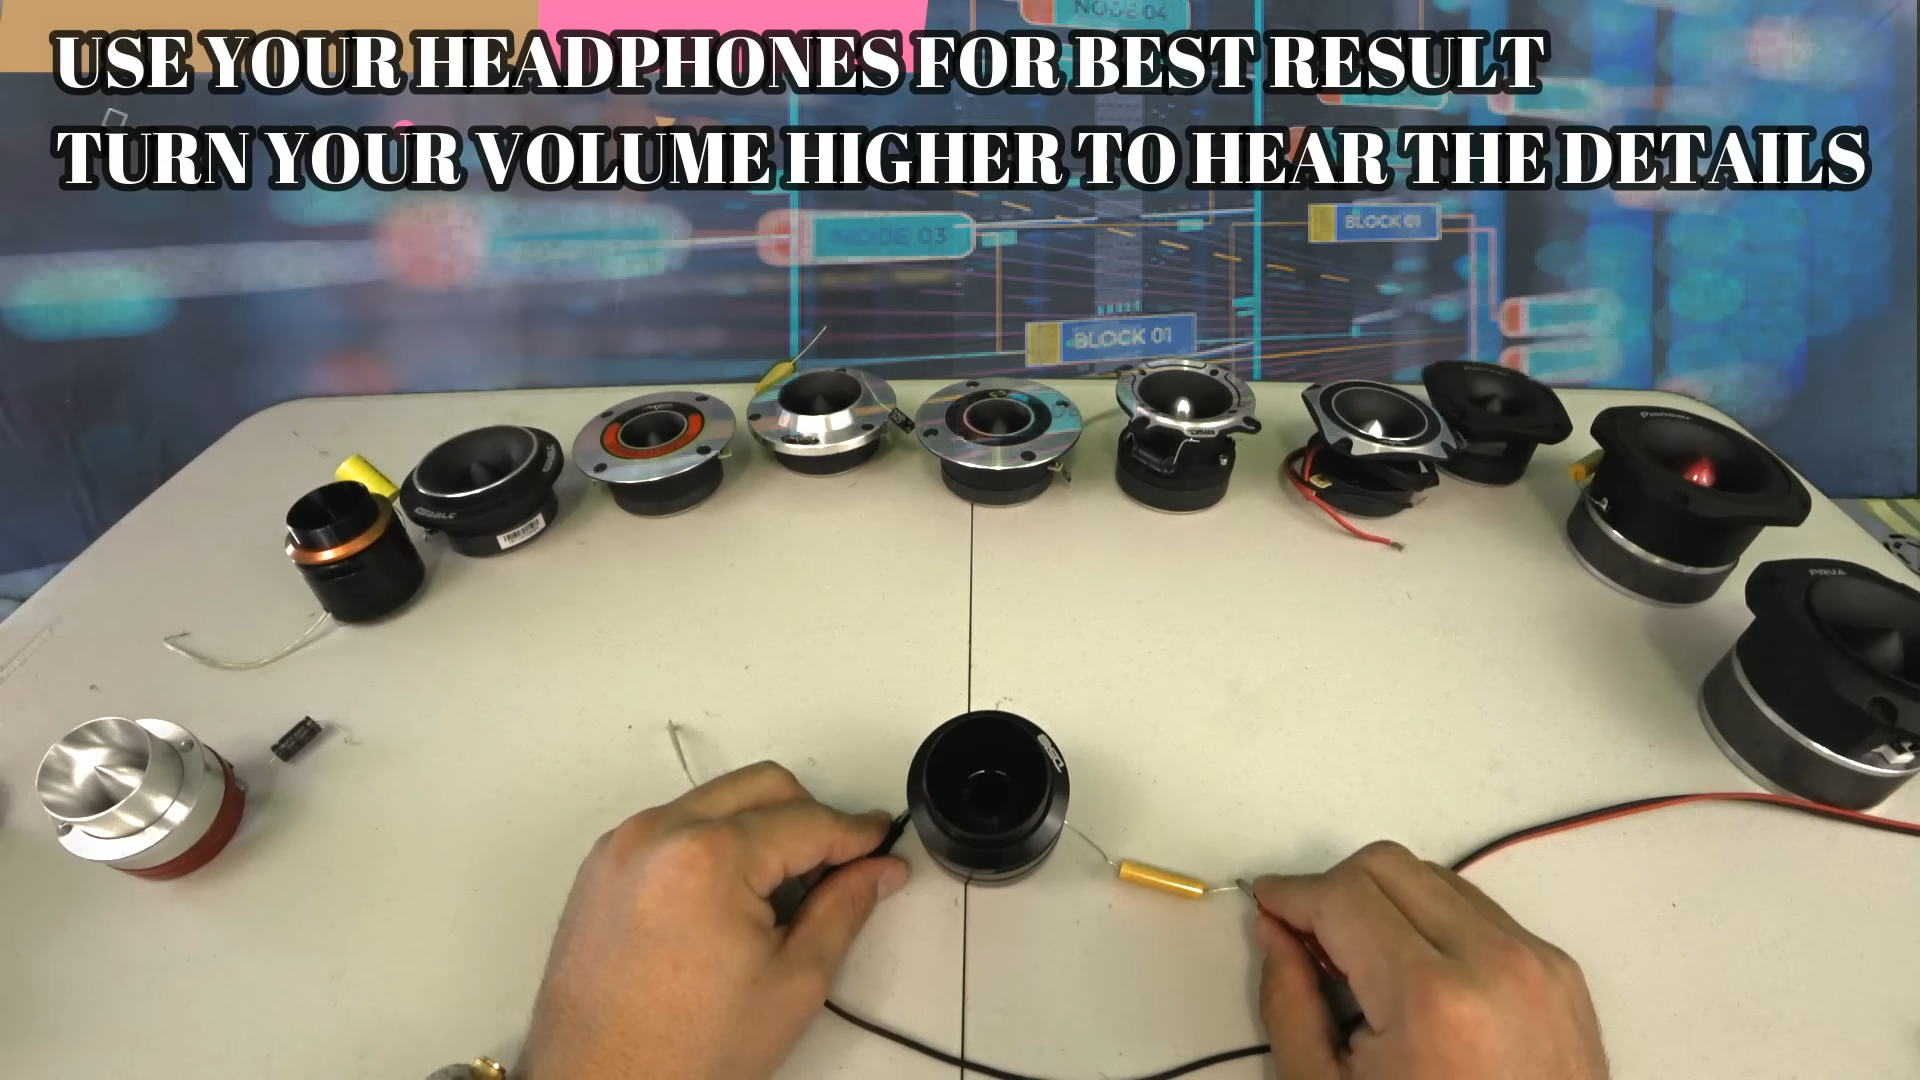 USE YOUR HEADPHONES FOR BEST RESULT
TURN YOUR VOLUME HIGHER TO HEAR THE DETAILS
NODE 04
NODE 03
BLOCK 01
BLOCK 01
Pioneer
PRV